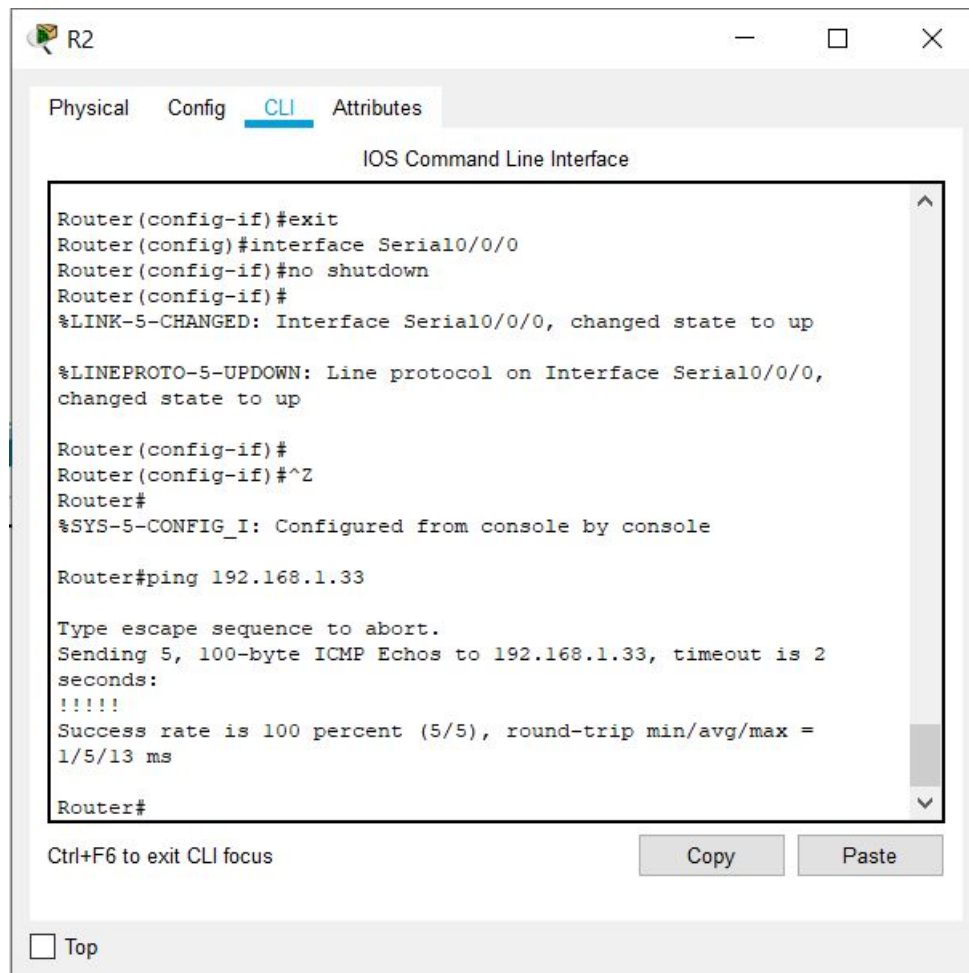 R2
Physical Config CLI Attributes
IOS Command Line Interface
Router(config-if)#exit
Router(config)#interface Serial0/0/0
Router(config-if)#no shutdown
Router(config-if)#
%LINK-5-CHANGED: Interface Serial0/0/0, changed state to up
%LINEPROTO-5-UPDOWN: Line protocol on Interface Serial0/0/0,
changed state to up
Router(config-if)#
Router(config-if)#^Z
Router#
%SYS-5-CONFIG_I: Configured from console by console
Router#ping 192.168.1.33
Type escape sequence to abort.
Sending 5, 100-byte ICMP Echos to 192.168.1.33, timeout is 2
seconds:
!!!!!
Success rate is 100 percent (5/5), round-trip min/avg/max =
1/5/13 ms
Router#
Ctrl+F6 to exit CLI focus
Copy
Paste
Top